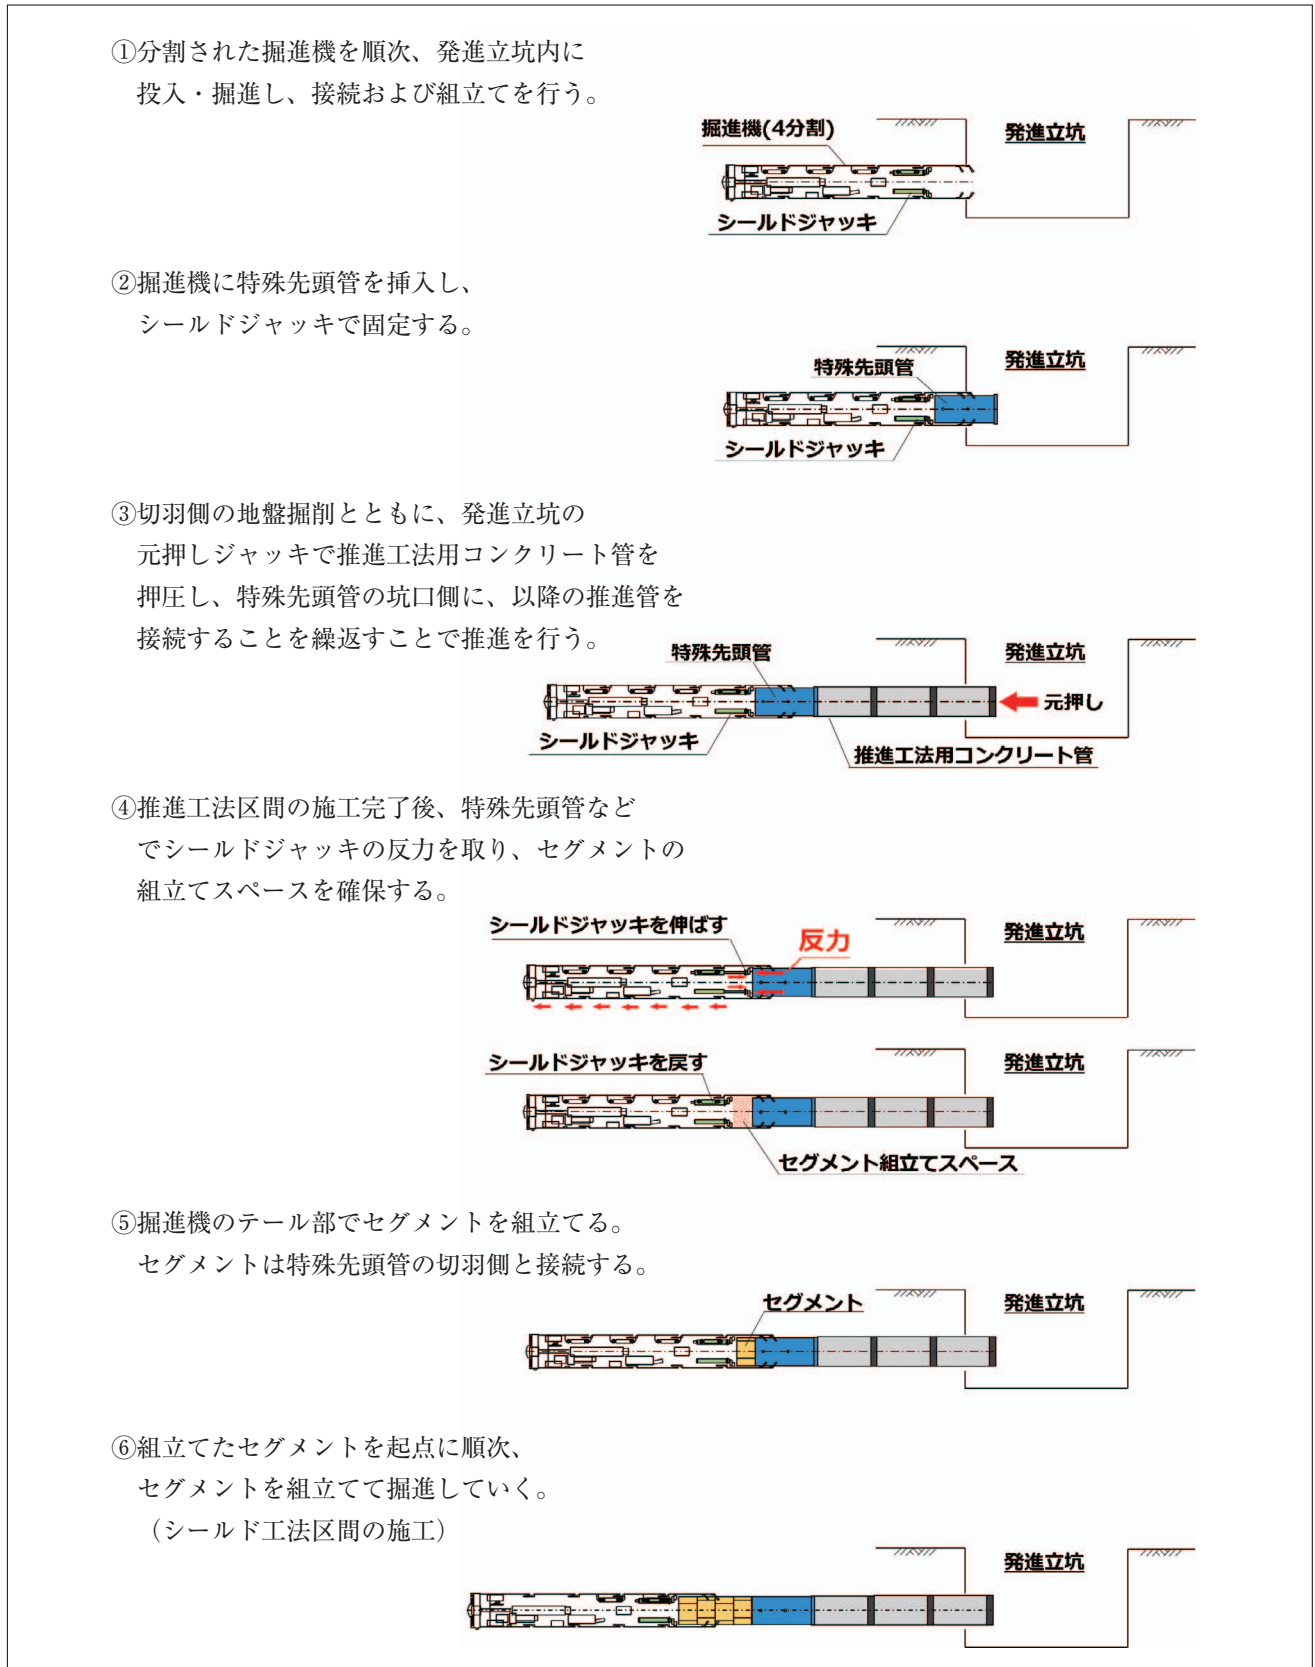 ①分割された掘進機を順次、発進立坑内に
投入・掘進し、接続および組立てを行う。
掘進機(4分割)
発進立坑
シールドジャッキ
②掘進機に特殊先頭管を挿入し、
シールドジャッキで固定する。
特殊先頭管
発進立坑
シールドジャッキ
③切羽側の地盤掘削とともに、発進立坑の
元押しジャッキで推進工法用コンクリート管を
押圧し、特殊先頭管の坑口側に、以降の推進管を
接続することを繰返すことで推進を行う。
特殊先頭管
発進立坑
元押し
シールドジャッキ
推進工法用コンクリート管
④推進工法区間の施工完了後、特殊先頭管など
でシールドジャッキの反力を取り、セグメントの
組立てスペースを確保する。
シールドジャッキを伸ばす
反力
発進立坑
シールドジャッキを戻す
発進立坑
セグメント組立てスペース
⑤掘進機のテール部でセグメントを組立てる。
セグメントは特殊先頭管の切羽側と接続する。
セグメント
発進立坑
⑥組立てたセグメントを起点に順次、
セグメントを組立てて掘進していく。
（シールド工法区間の施工）
発進立坑